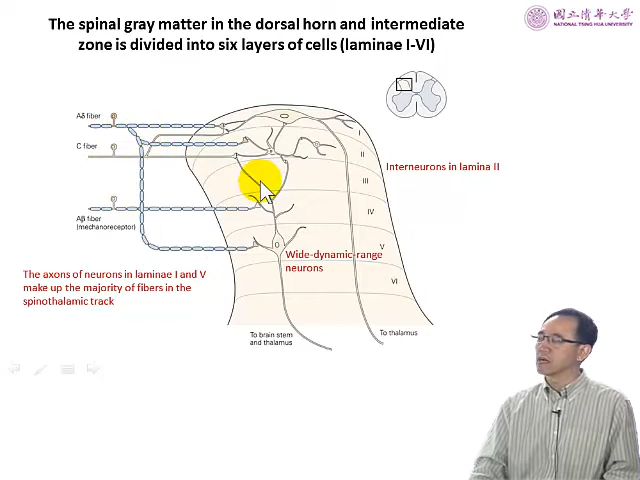 The spinal gray matter in the dorsal horn and intermediate
zone is divided into six layers of cells (laminae I-VI)
國立清華大學
NATIONAL TSING HUA UNIVERSITY
Aδ fiber
C fiber
I
II
Interneurons in lamina II
III
IV
Aβ fiber
(mechanoreceptor)
V
Wide-dynamic-range
neurons
VI
The axons of neurons in laminae I and V
make up the majority of fibers in the
spinothalamic track
To brain stem
and thalamus
To thalamus